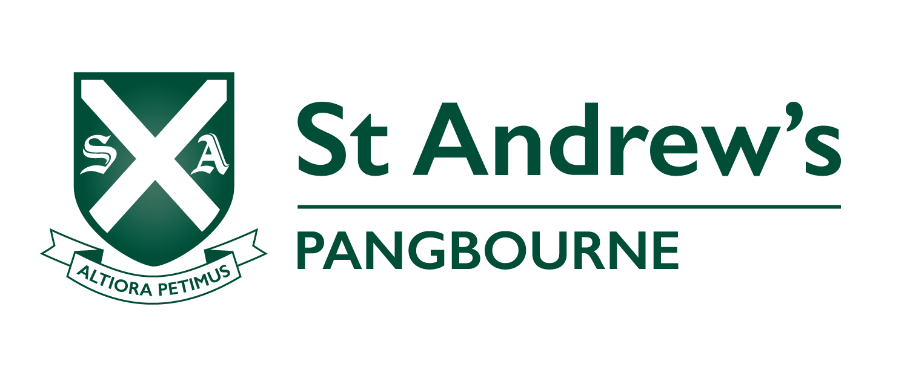 S A
ALTIORA PETIMUS
St Andrew’s
PANGBOURNE